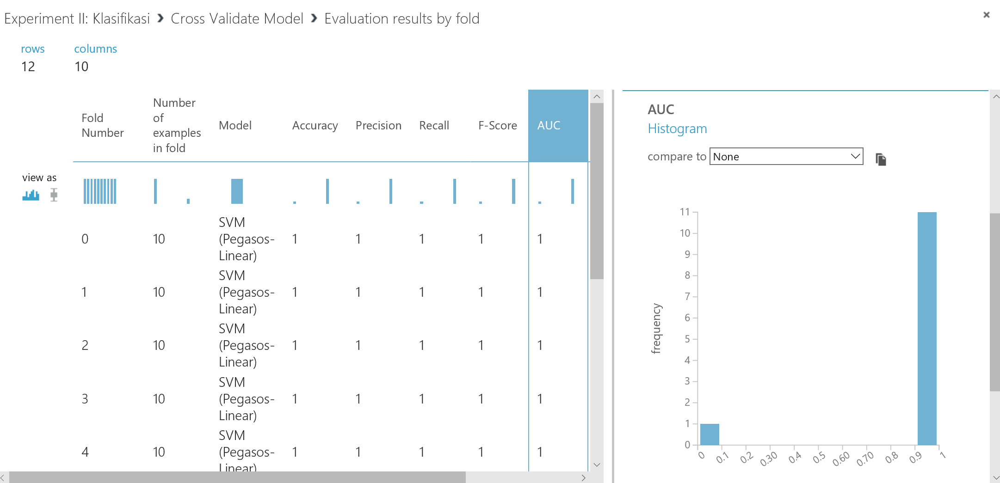 Experiment II: Klasifikasi › Cross Validate Model › Evaluation results by fold
rows columns
12 10
Fold Number Number of examples in fold Model Accuracy Precision Recall F-Score AUC
view as
0 10 SVM (Pegasos-Linear) 1 1 1 1 1
1 10 SVM (Pegasos-Linear) 1 1 1 1 1
2 10 SVM (Pegasos-Linear) 1 1 1 1 1
3 10 SVM (Pegasos-Linear) 1 1 1 1 1
4 10 SVM (Pegasos-Linear) 1 1 1 1 1
AUC
Histogram
compare to None
frequency
11
10
9
8
7
6
5
4
3
2
1
0
0 0.1 0.2 0.30 0.4 0.5 0.60 0.70 0.8 0.9 1